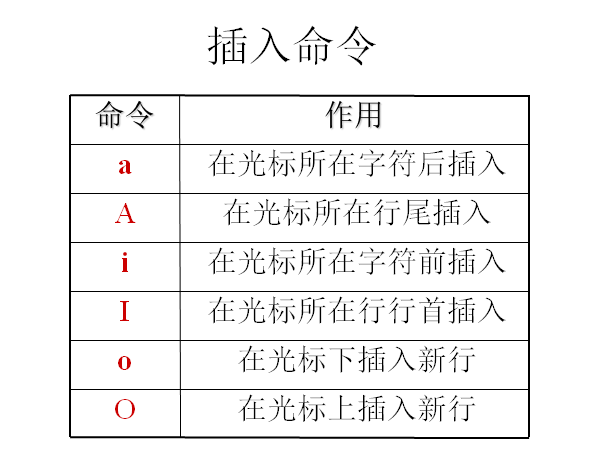 插入命令
命令 作用
a 在光标所在字符后插入
A 在光标所在行尾插入
i 在光标所在字符前插入
I 在光标所在行行首插入
o 在光标下插入新行
O 在光标上插入新行